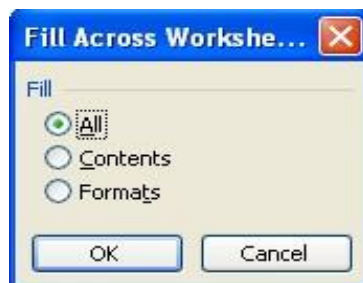 Fill Across Workshe...
Fill
All
Contents
Formats
OK Cancel